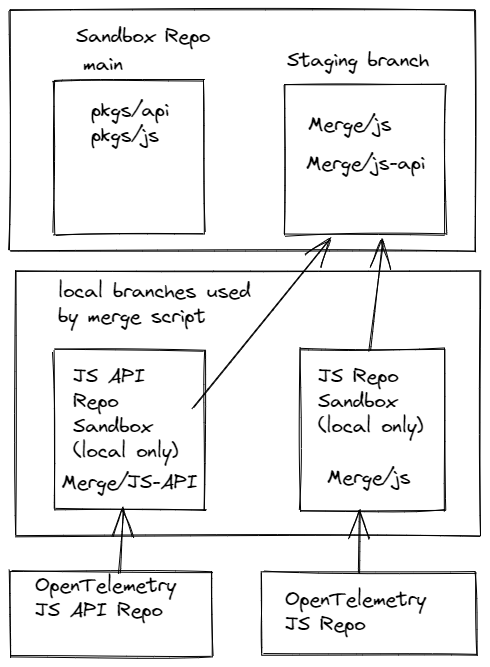 Sandbox Repo
main
pkgs/api
pkgs/js
Staging branch
Merge/js
Merge/js-api
local branches used
by merge script
JS API
Repo
Sandbox
(local only)
Merge/JS-API
JS Repo
Sandbox
(local only)
Merge/js
OpenTelemetry
JS API Repo
OpenTelemetry
JS Repo